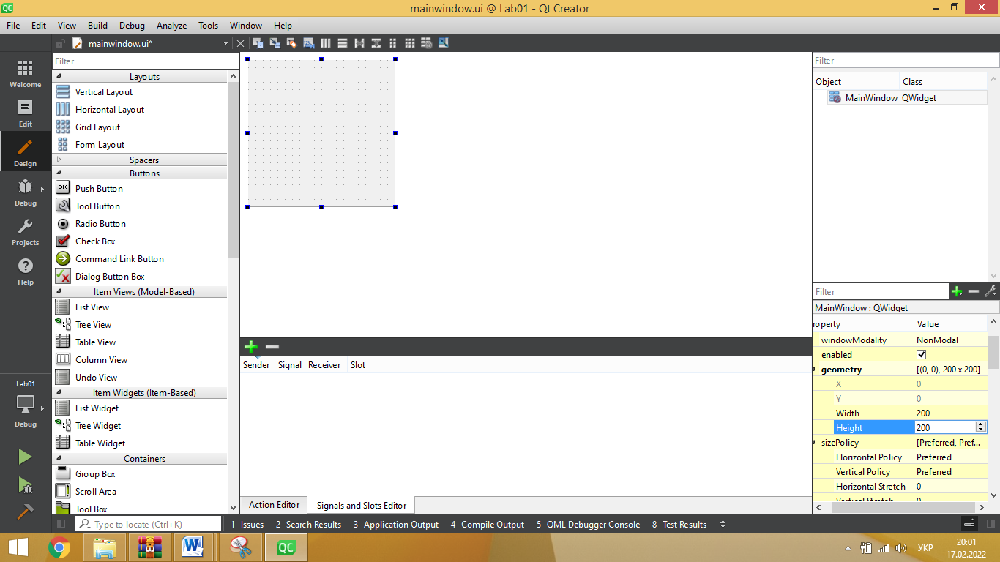 QC
mainwindow.ui @ Lab01 - Qt Creator
File Edit View Build Debug Analyze Tools Window Help
mainwindow.ui*
Welcome
Edit
Design
Debug
Projects
Help
Lab01
Debug
Filter
Layouts
Vertical Layout
Horizontal Layout
Grid Layout
Form Layout
Spacers
Buttons
OK Push Button
Tool Button
Radio Button
Check Box
Command Link Button
Dialog Button Box
Item Views (Model-Based)
List View
Tree View
Table View
Column View
Undo View
Item Widgets (Item-Based)
List Widget
Tree Widget
Table Widget
Containers
Group Box
Scroll Area
Tool Box
Sender Signal Receiver Slot
Action Editor Signals and Slots Editor
Filter
Object Class
MainWindow QWidget
Filter
MainWindow : QWidget
roperty Value
windowModality NonModal
enabled
geometry [(0, 0), 200 x 200]
X 0
Y 0
Width 200
Height 200
sizePolicy [Preferred, Pref...
Horizontal Policy Preferred
Vertical Policy Preferred
Horizontal Stretch 0
Vertical Stretch 0
Type to locate (Ctrl+K) 1 Issues 2 Search Results 3 Application Output 4 Compile Output 5 QML Debugger Console 8 Test Results
W QC УКР
20:01
17.02.2022